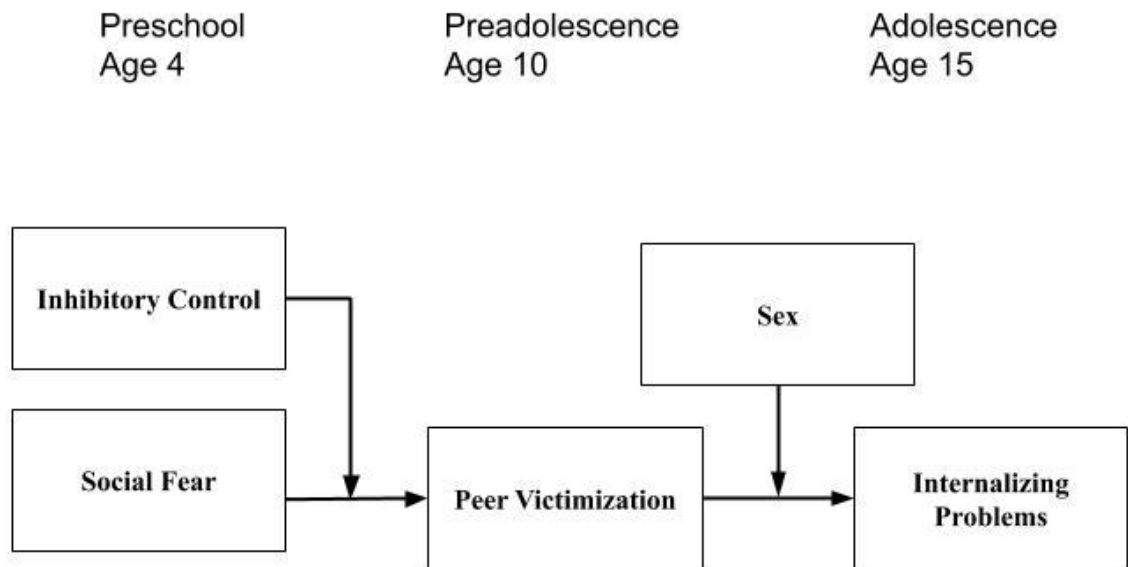 Preschool
Age 4
Preadolescence
Age 10
Adolescence
Age 15
Inhibitory Control
Sex
Social Fear
Peer Victimization
Internalizing
Problems